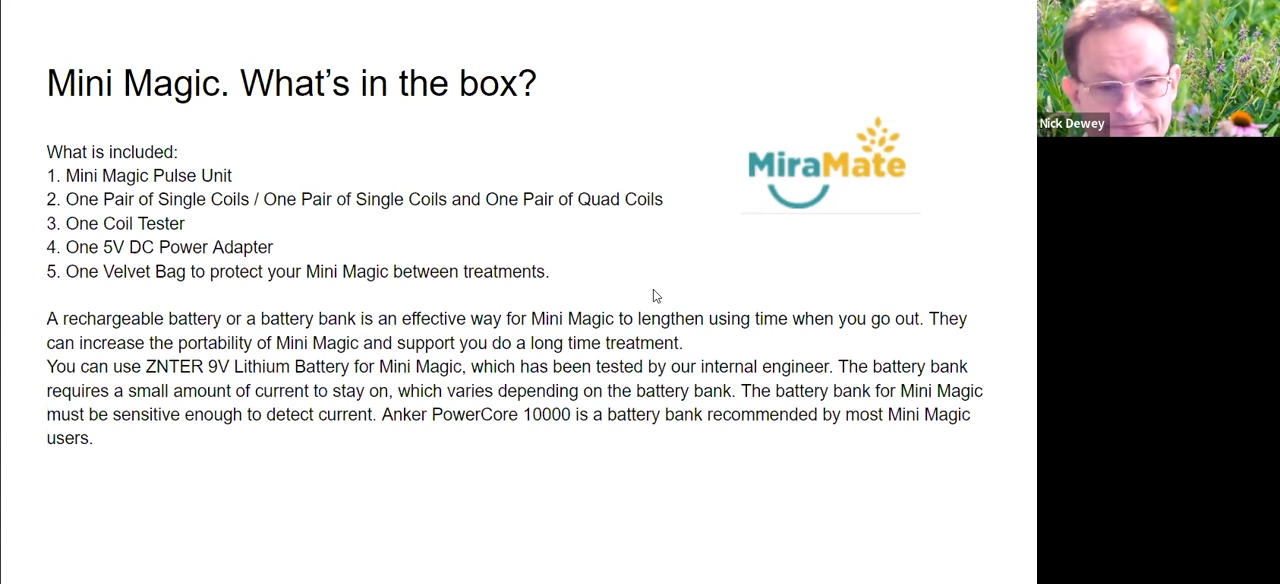 Mini Magic. What’s in the box?
What is included:
1. Mini Magic Pulse Unit
2. One Pair of Single Coils / One Pair of Single Coils and One Pair of Quad Coils
3. One Coil Tester
4. One 5V DC Power Adapter
5. One Velvet Bag to protect your Mini Magic between treatments.
A rechargeable battery or a battery bank is an effective way for Mini Magic to lengthen using time when you go out. They
can increase the portability of Mini Magic and support you do a long time treatment.
You can use ZNTER 9V Lithium Battery for Mini Magic, which has been tested by our internal engineer. The battery bank
requires a small amount of current to stay on, which varies depending on the battery bank. The battery bank for Mini Magic
must be sensitive enough to detect current. Anker PowerCore 10000 is a battery bank recommended by most Mini Magic
users.
MiraMate
Nick Dewey